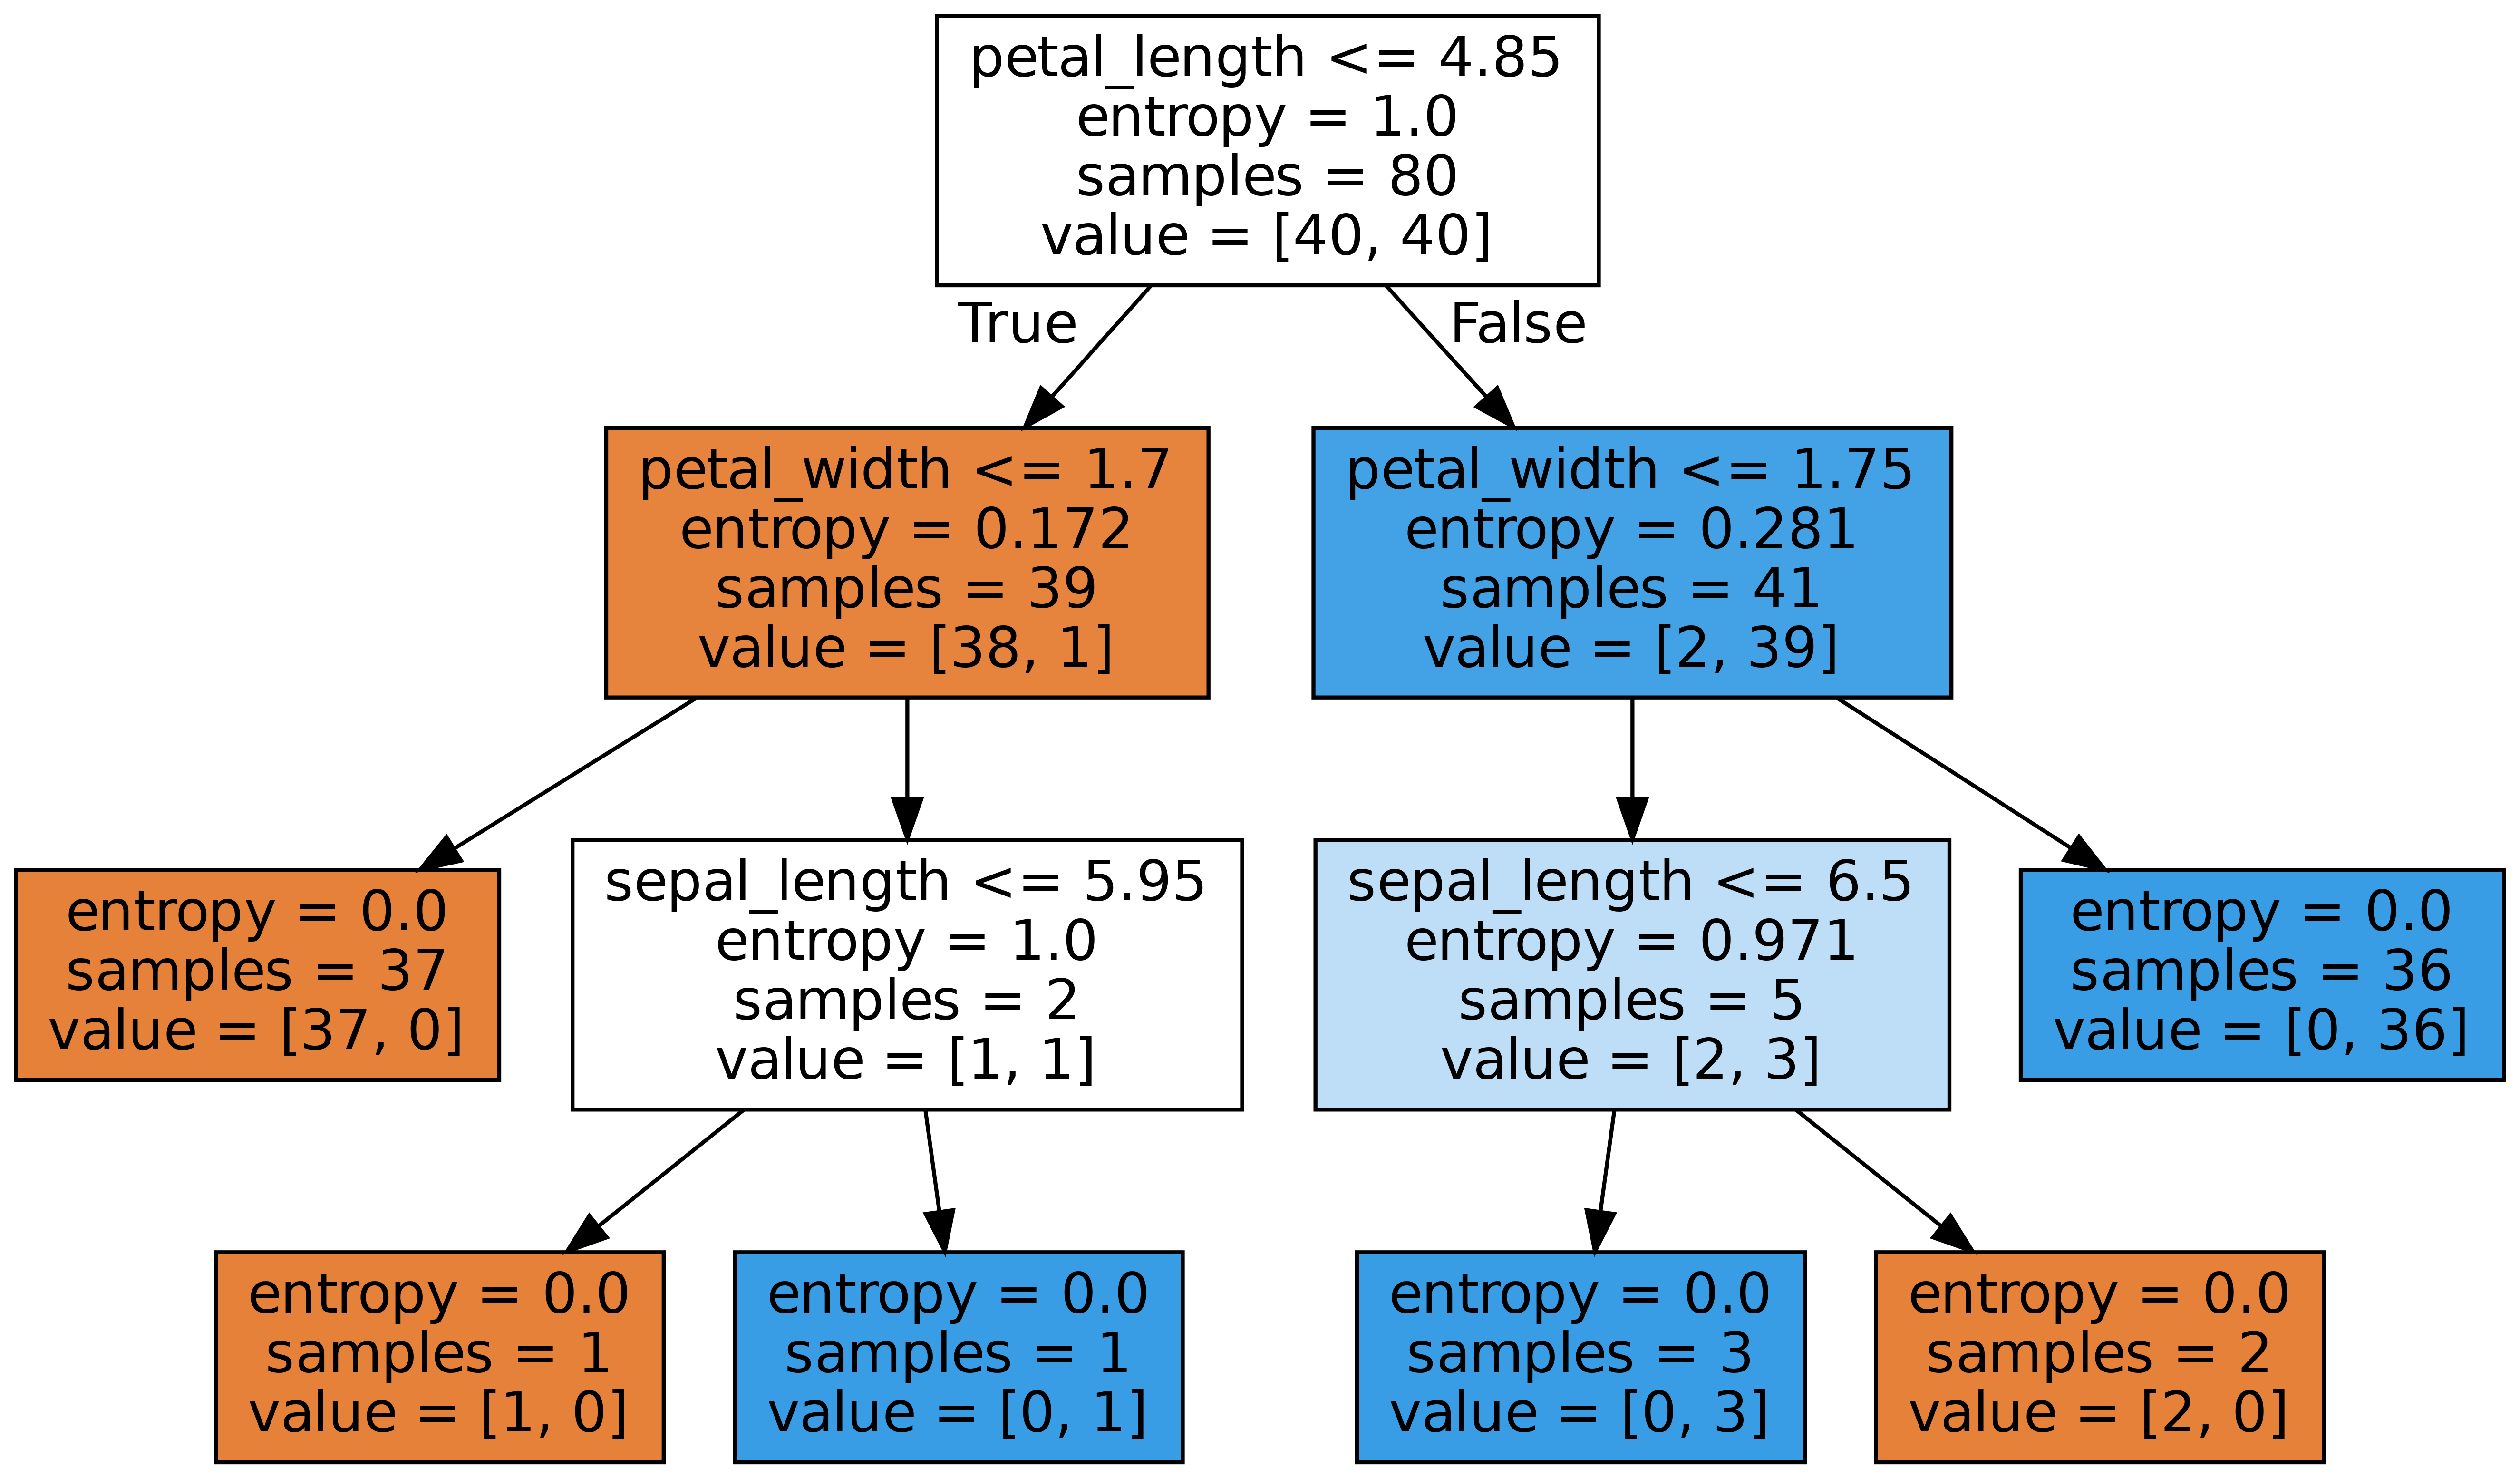 petal_length <= 4.85
entropy = 1.0
samples = 80
value = [40, 40]
True
False
petal_width <= 1.7
entropy = 0.172
samples = 39
value = [38, 1]
petal_width <= 1.75
entropy = 0.281
samples = 41
value = [2, 39]
entropy = 0.0
samples = 37
value = [37, 0]
sepal_length <= 5.95
entropy = 1.0
samples = 2
value = [1, 1]
sepal_length <= 6.5
entropy = 0.971
samples = 5
value = [2, 3]
entropy = 0.0
samples = 36
value = [0, 36]
entropy = 0.0
samples = 1
value = [1, 0]
entropy = 0.0
samples = 1
value = [0, 1]
entropy = 0.0
samples = 3
value = [0, 3]
entropy = 0.0
samples = 2
value = [2, 0]